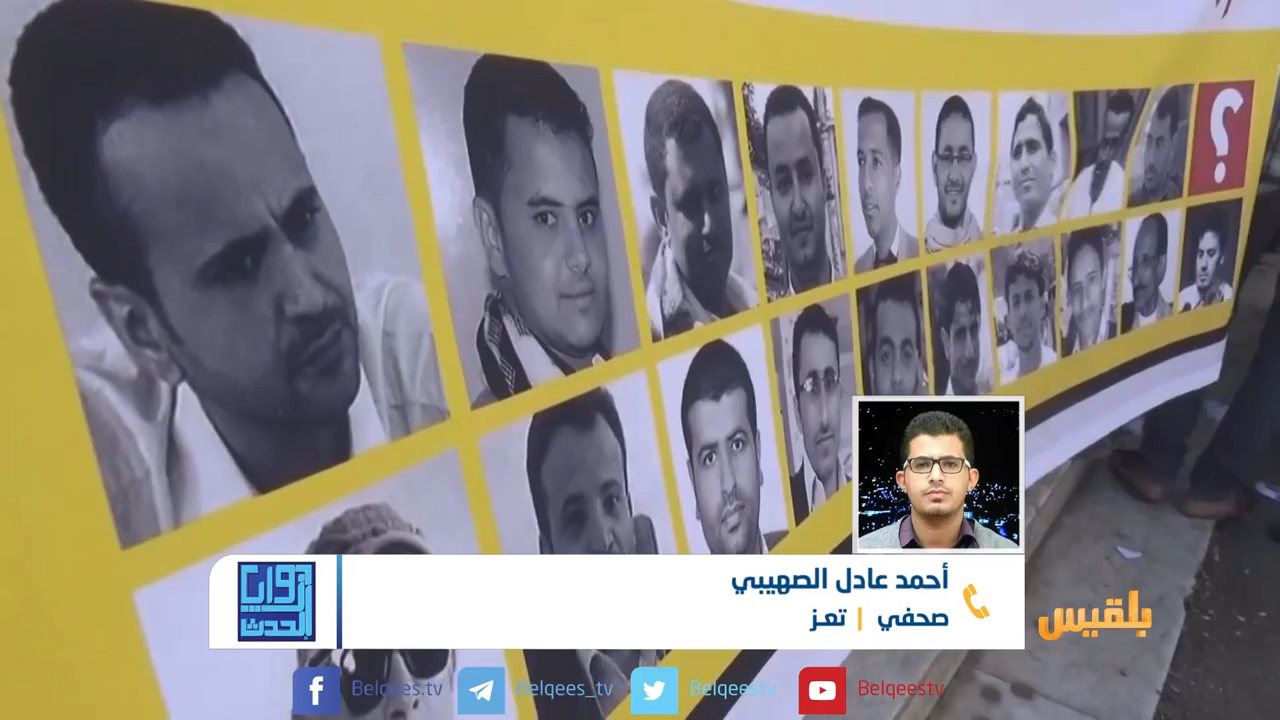 ؟
أحمد عادل الصهيبي
صحفي | تعز
زوايا الحدث
بلقيس
Belqees.tv
Belqees_tv
Belqeestv
Belqeestv